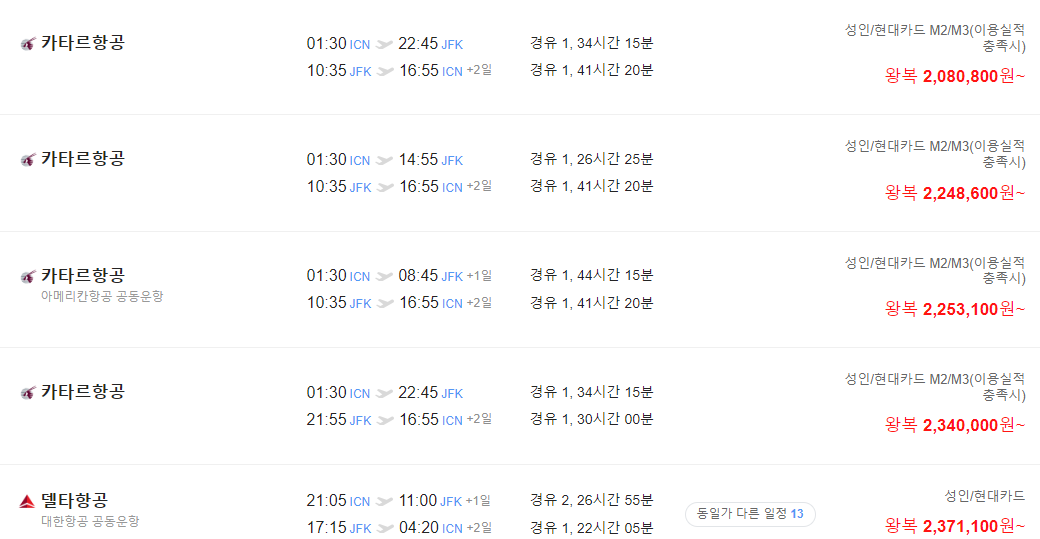 카타르항공
01:30 ICN 22:45 JFK 경유 1, 34시간 15분
10:35 JFK 16:55 ICN +2일 경유 1, 41시간 20분
성인/현대카드 M2/M3(이용실적
충족시)
왕복 2,080,800원~
카타르항공
01:30 ICN 14:55 JFK 경유 1, 26시간 25분
10:35 JFK 16:55 ICN +2일 경유 1, 41시간 20분
성인/현대카드 M2/M3(이용실적
충족시)
왕복 2,248,600원~
카타르항공
아메리칸항공 공동운항
01:30 ICN 08:45 JFK +1일 경유 1, 44시간 15분
10:35 JFK 16:55 ICN +2일 경유 1, 41시간 20분
성인/현대카드 M2/M3(이용실적
충족시)
왕복 2,253,100원~
카타르항공
01:30 ICN 22:45 JFK 경유 1, 34시간 15분
21:55 JFK 16:55 ICN +2일 경유 1, 30시간 00분
성인/현대카드 M2/M3(이용실적
충족시)
왕복 2,340,000원~
델타항공
대한항공 공동운항
21:05 ICN 11:00 JFK +1일 경유 2, 26시간 55분
17:15 JFK 04:20 ICN +2일 경유 1, 22시간 05분
동일가 다른 일정 13
성인/현대카드
왕복 2,371,100원~